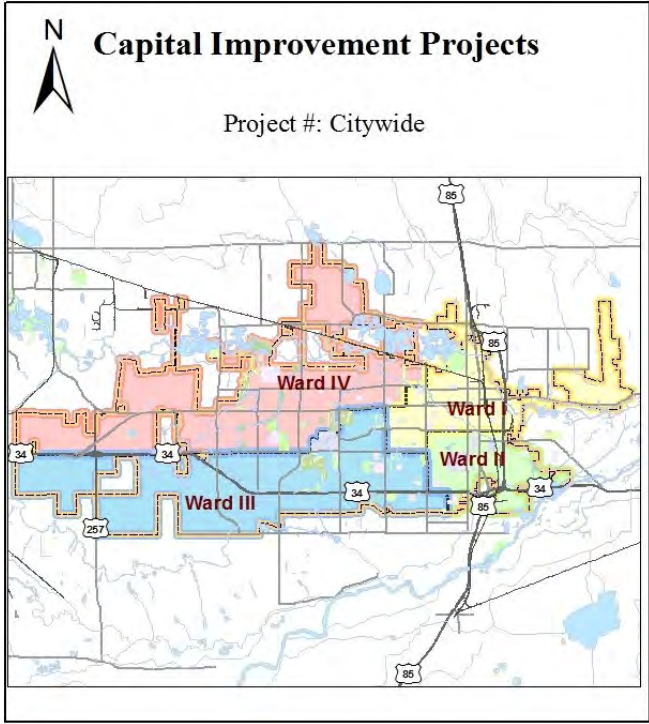 N
Capital Improvement Projects
Project #: Citywide
85
85
Ward IV
Ward I
34
34
Ward II
Ward III
34
34
85
257
85